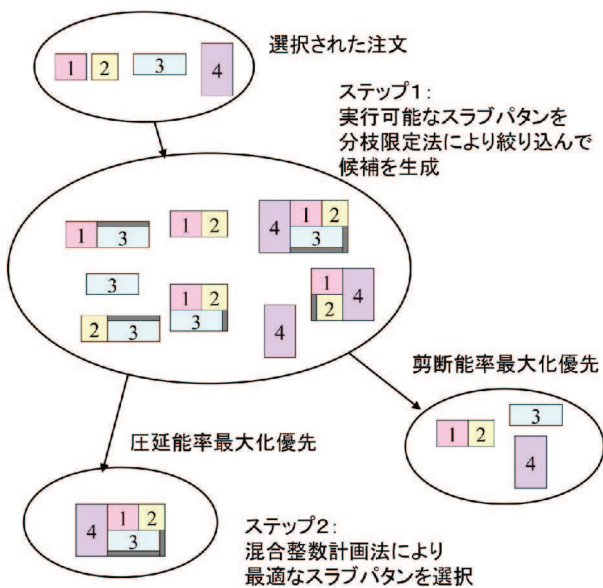 選択された注文
1 2 3 4
ステップ1:
実行可能なスラブパタンを
分枝限定法により絞り込んで
候補を生成
1 3
1 2
4 1 2
3
3
1 2
3
1 4
2
2 3
4
剪断能率最大化優先
3
1 2
4
圧延能率最大化優先
4 1 2
3
ステップ2:
混合整数計画法により
最適なスラブパタンを選択